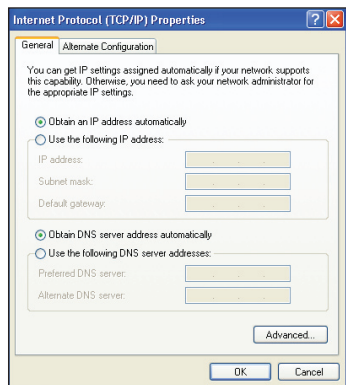 Internet Protocol (TCP/IP) Properties
General
Alternate Configuration
You can get IP settings assigned automatically if your network supports
this capability. Otherwise, you need to ask your network administrator for
the appropriate IP settings.
Obtain an IP address automatically
Use the following IP address:
IP address:
Subnet mask:
Default gateway:
Obtain DNS server address automatically
Use the following DNS server addresses:
Preferred DNS server:
Alternate DNS server:
Advanced...
OK
Cancel